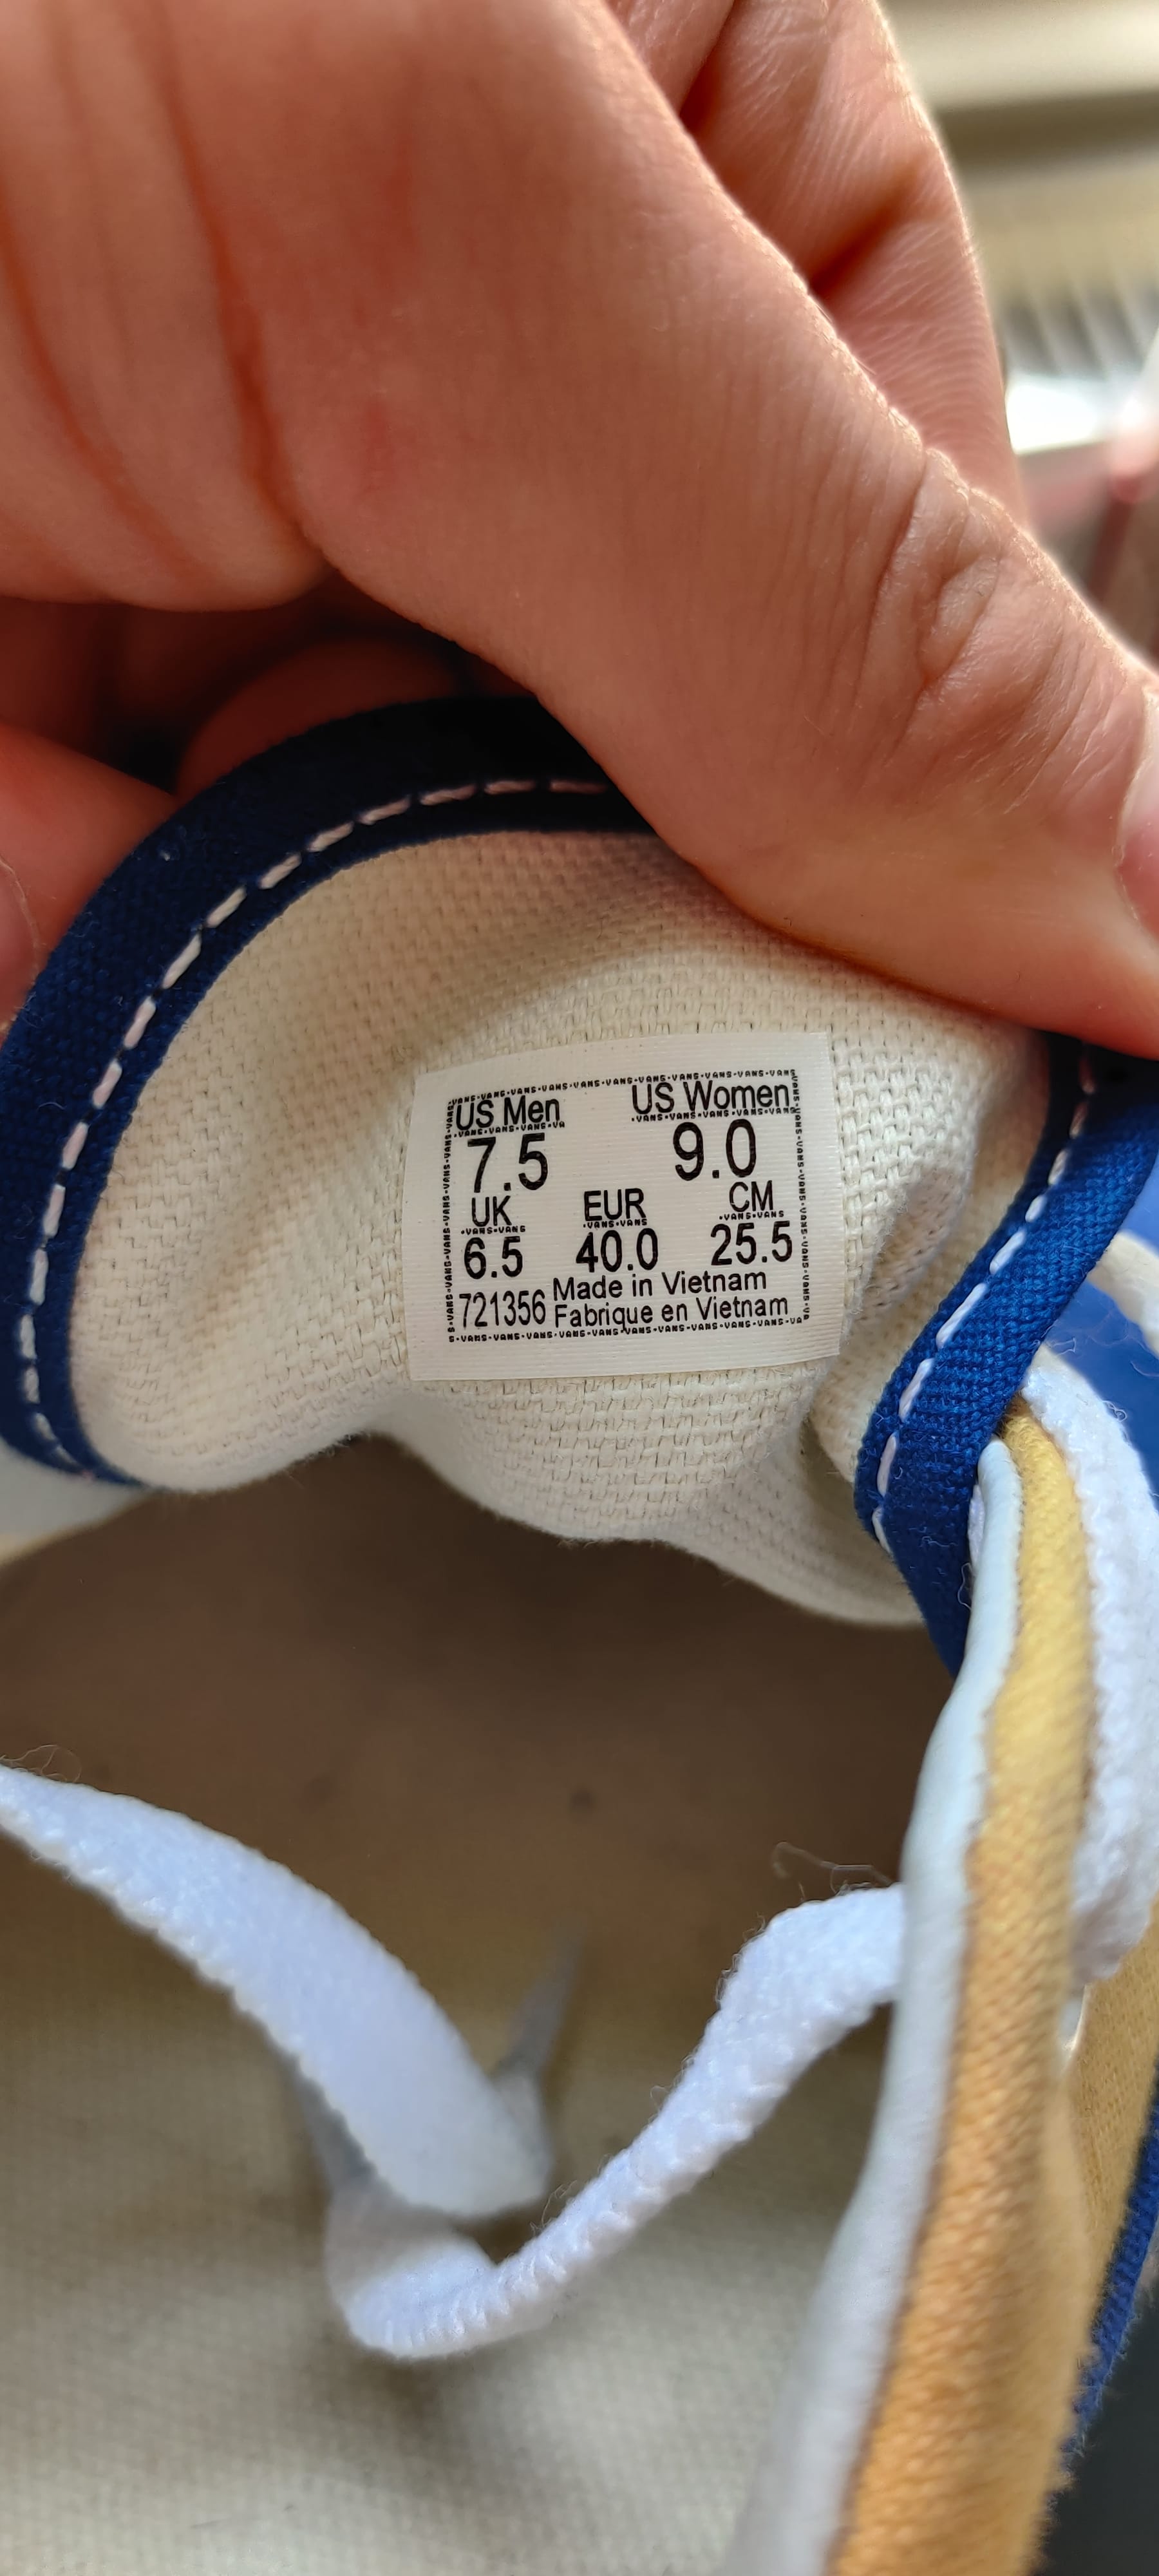 US Men US Women
7.5 9.0
UK EUR CM
6.5 40.0 25.5
721356 Made in Vietnam
Fabrique en Vietnam